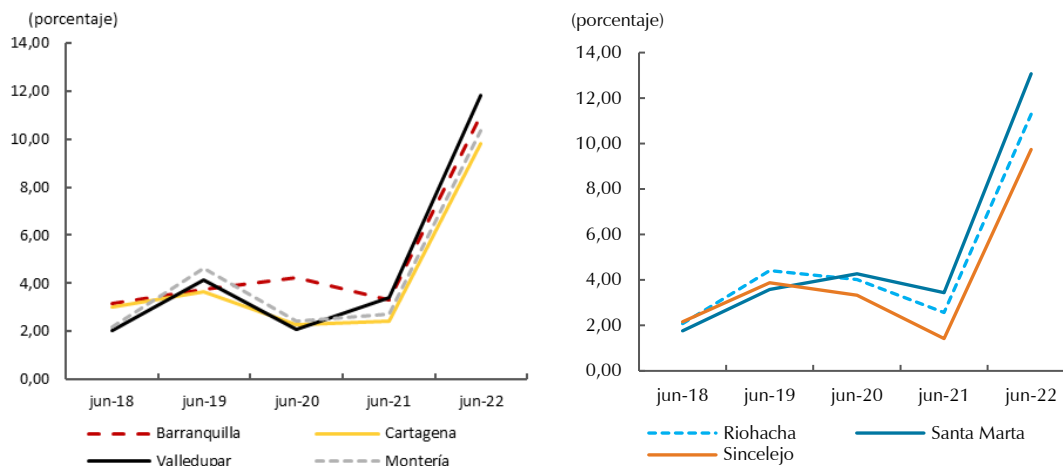 (porcentaje)
14,00
12,00
10,00
8,00
6,00
4,00
2,00
0,00
jun-18 jun-19 jun-20 jun-21 jun-22
Barranquilla Cartagena
Valledupar Montería
(porcentaje)
14,00
12,00
10,00
8,00
6,00
4,00
2,00
0,00
jun-18 jun-19 jun-20 jun-21 jun-22
Riohacha Santa Marta
Sincelejo